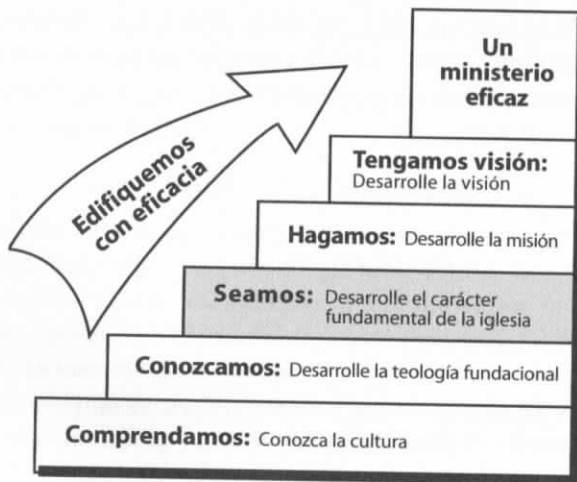 Un
ministerio
eficaz
Edifiquemos
con eficacia
Tengamos visión:
Desarrolle la visión
Hagamos: Desarrolle la misión
Seamos: Desarrolle el carácter
fundamental de la iglesia
Conozcamos: Desarrolle la teología fundacional
Comprendamos: Conozca la cultura